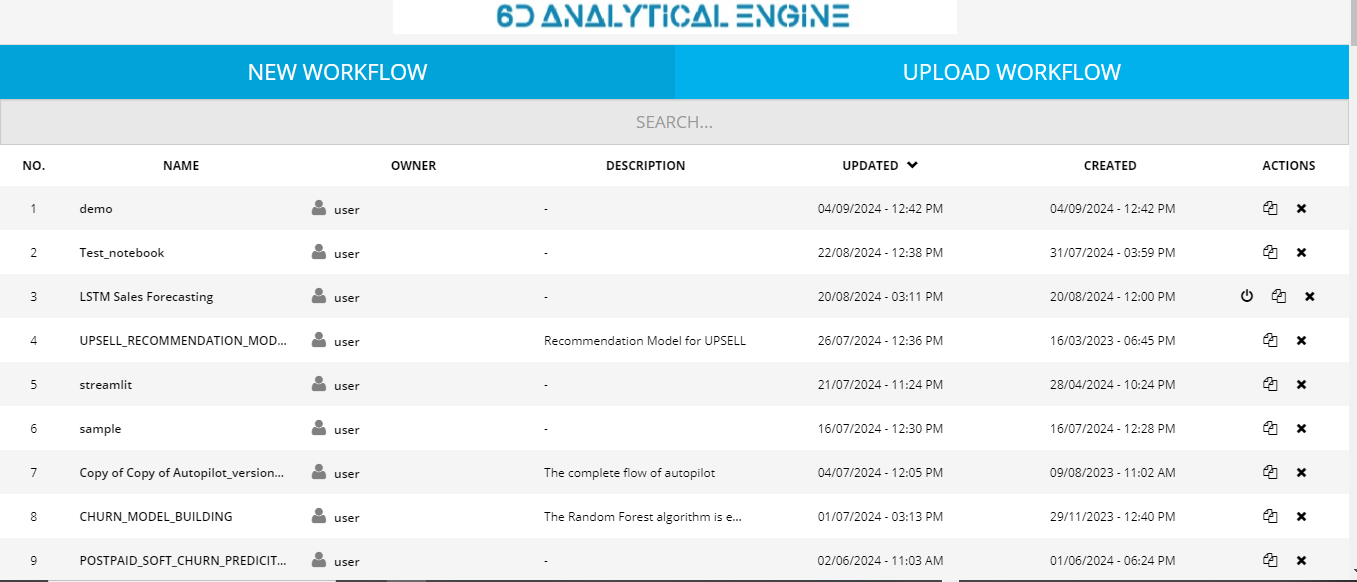 6D ANALYTICAL ENGINE
NEW WORKFLOW UPLOAD WORKFLOW
SEARCH...
NO. NAME OWNER DESCRIPTION UPDATED CREATED ACTIONS
1 demo user - 04/09/2024 - 12:42 PM 04/09/2024 - 12:42 PM
2 Test_notebook user - 22/08/2024 - 12:38 PM 31/07/2024 - 03:59 PM
3 LSTM Sales Forecasting user - 20/08/2024 - 03:11 PM 20/08/2024 - 12:00 PM
4 UPSELL_RECOMMENDATION_MOD... user Recommendation Model for UPSELL 26/07/2024 - 12:36 PM 16/03/2023 - 06:45 PM
5 streamlit user - 21/07/2024 - 11:24 PM 28/04/2024 - 10:24 PM
6 sample user - 16/07/2024 - 12:30 PM 16/07/2024 - 12:28 PM
7 Copy of Copy of Autopilot_version... user The complete flow of autopilot 04/07/2024 - 12:05 PM 09/08/2023 - 11:02 AM
8 CHURN_MODEL_BUILDING user The Random Forest algorithm is e... 01/07/2024 - 03:13 PM 29/11/2023 - 12:40 PM
9 POSTPAID_SOFT_CHURN_PREDICIT... user - 02/06/2024 - 11:03 AM 01/06/2024 - 06:24 PM